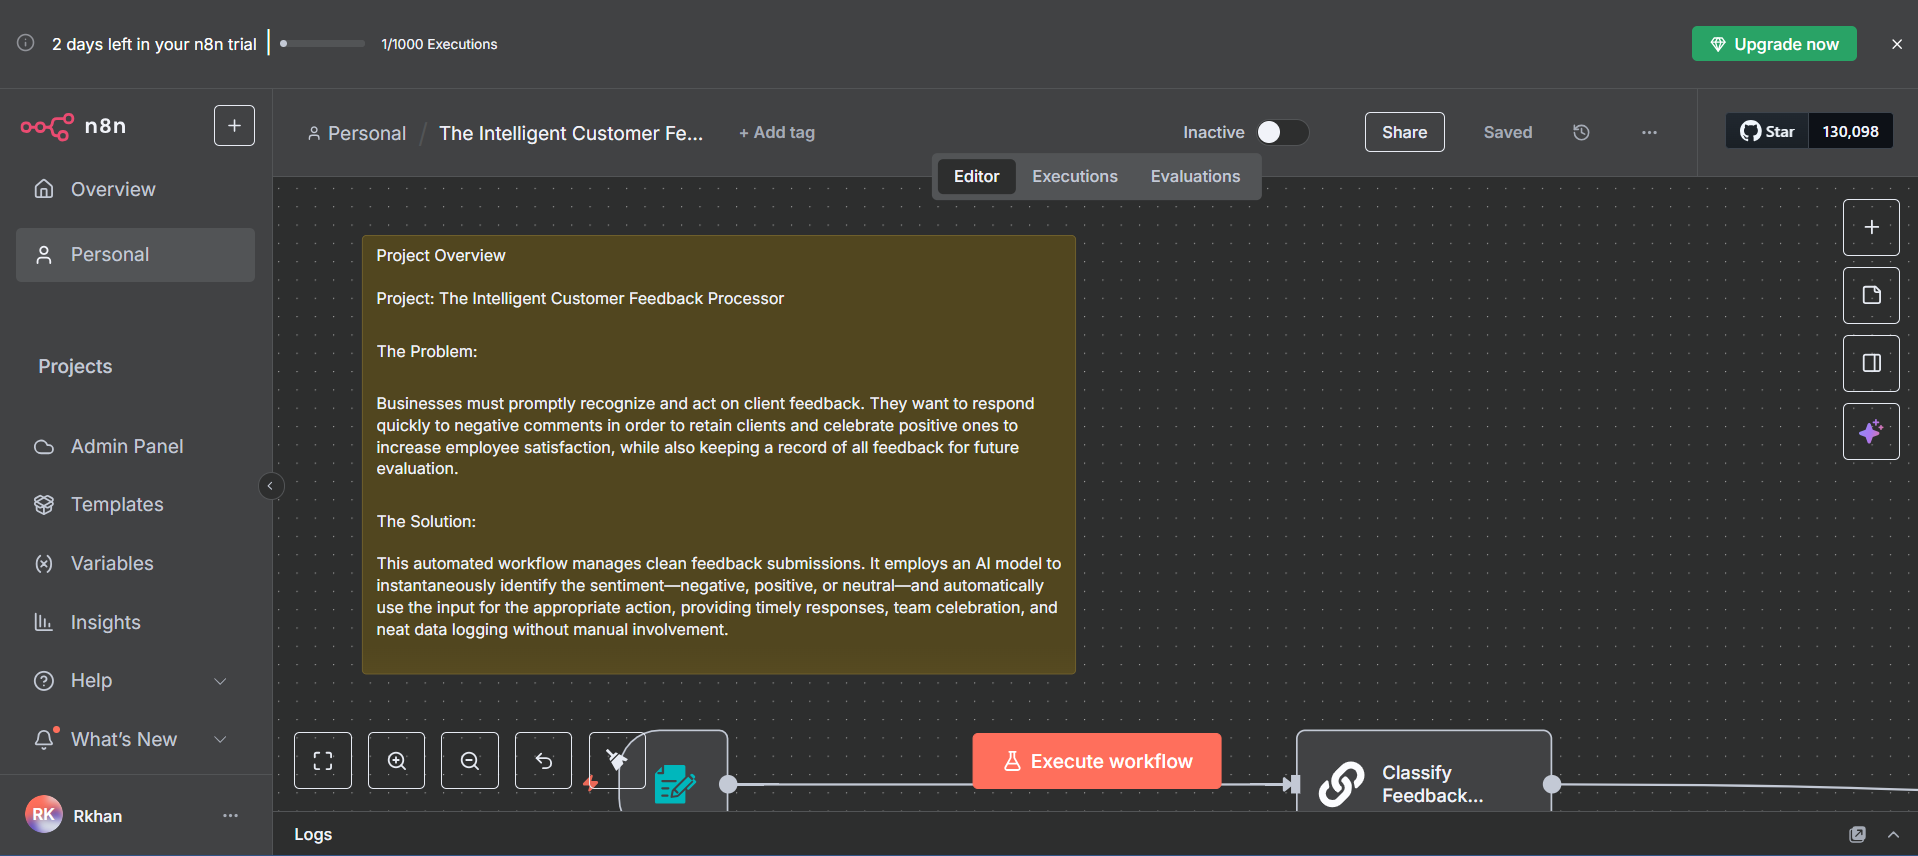 2 days left in your n8n trial
1/1000 Executions
Upgrade now
n8n
Personal / The Intelligent Customer Fe...
+ Add tag
Inactive
Share
Saved
Star
130,098
Editor
Executions
Evaluations
Overview
Personal
Projects
Admin Panel
Templates
Variables
Insights
Help
What's New
RK
Rkhan
Project Overview
Project: The Intelligent Customer Feedback Processor
The Problem:
Businesses must promptly recognize and act on client feedback. They want to respond
quickly to negative comments in order to retain clients and celebrate positive ones to
increase employee satisfaction, while also keeping a record of all feedback for future
evaluation.
The Solution:
This automated workflow manages clean feedback submissions. It employs an AI model to
instantaneously identify the sentiment—negative, positive, or neutral—and automatically
use the input for the appropriate action, providing timely responses, team celebration, and
neat data logging without manual involvement.
Execute workflow
Classify
Feedback...
Logs